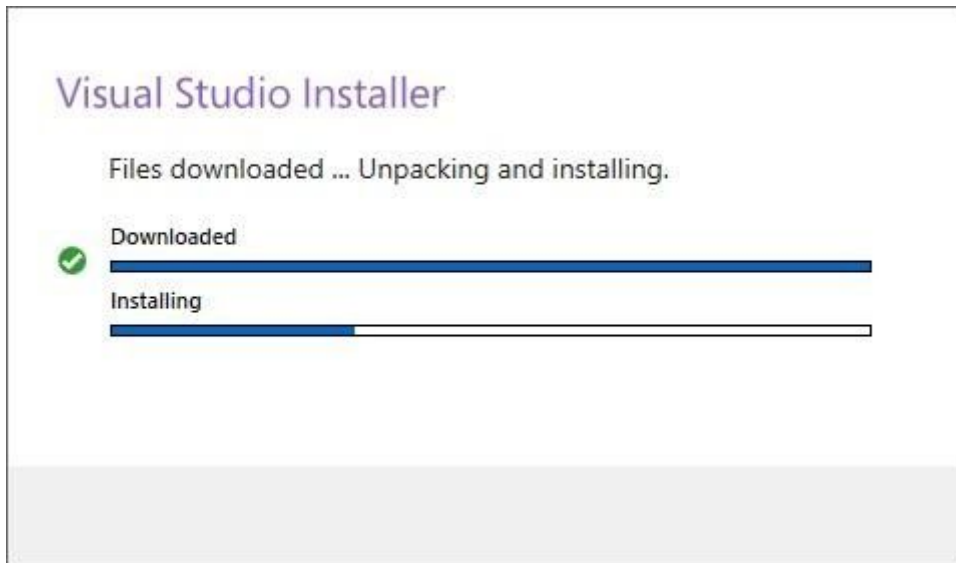 Visual Studio Installer
Files downloaded ... Unpacking and installing.
Downloaded
Installing